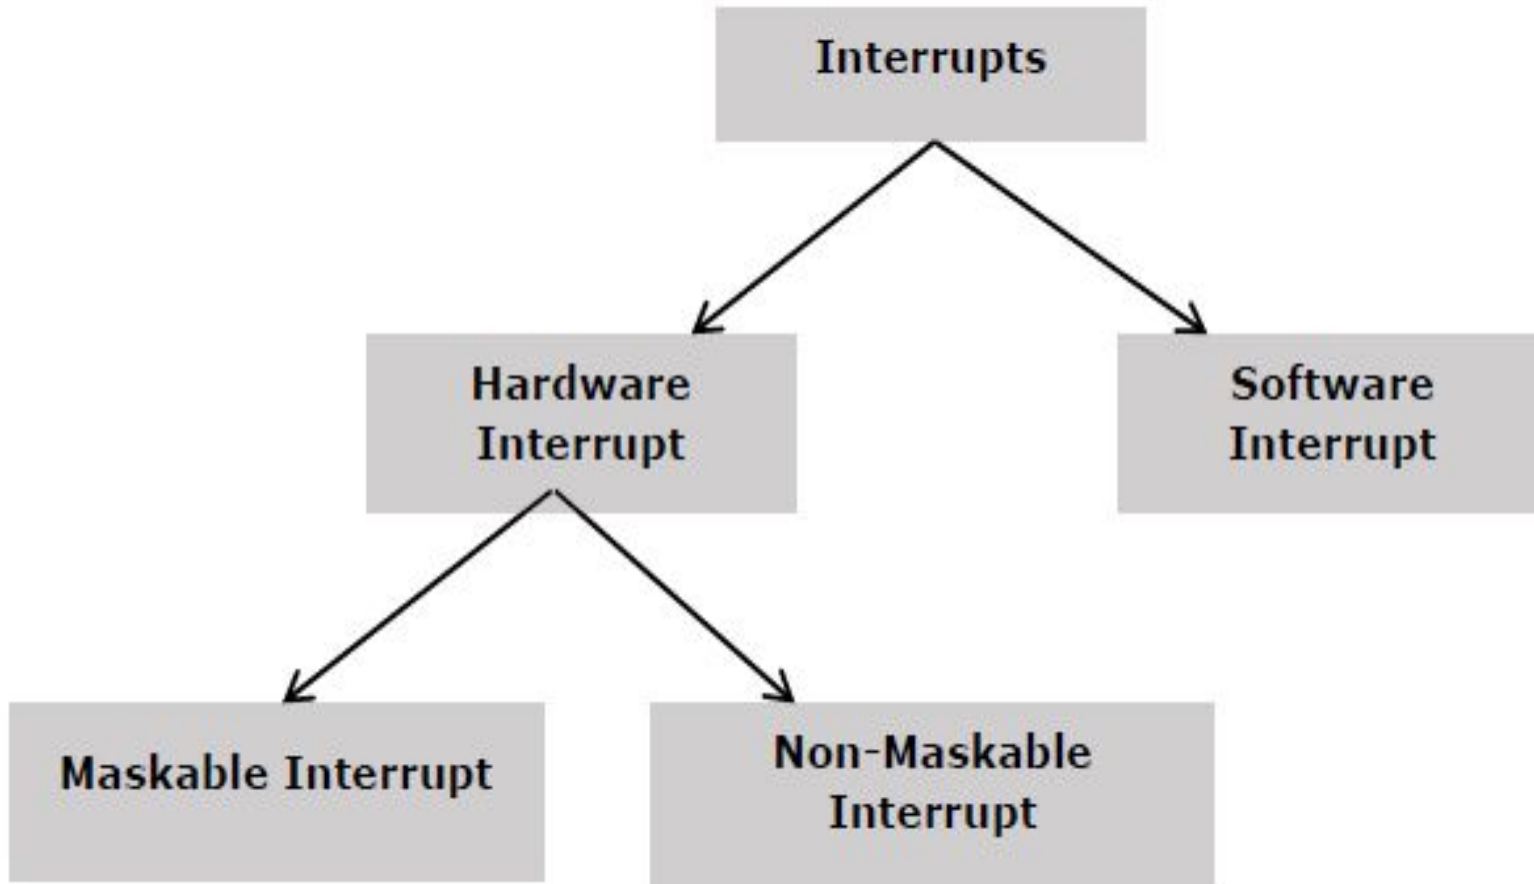 Interrupts
Hardware
Interrupt
Software
Interrupt
Maskable Interrupt
Non-Maskable
Interrupt